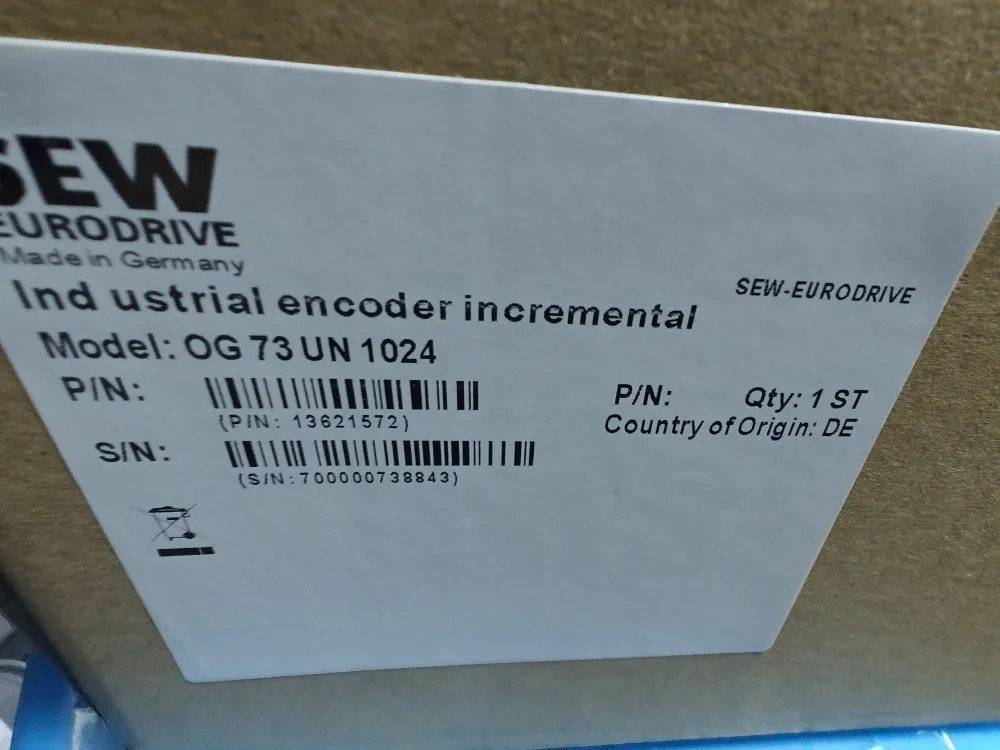 SEW
EURODRIVE
Made in Germany
Ind ustrial encoder incremental
SEW-EURODRIVE
Model: OG 73 UN 1024
P/N:
(P/N: 13621572)
P/N: Qty: 1 ST
Country of Origin: DE
S/N:
(S/N:700000738843)